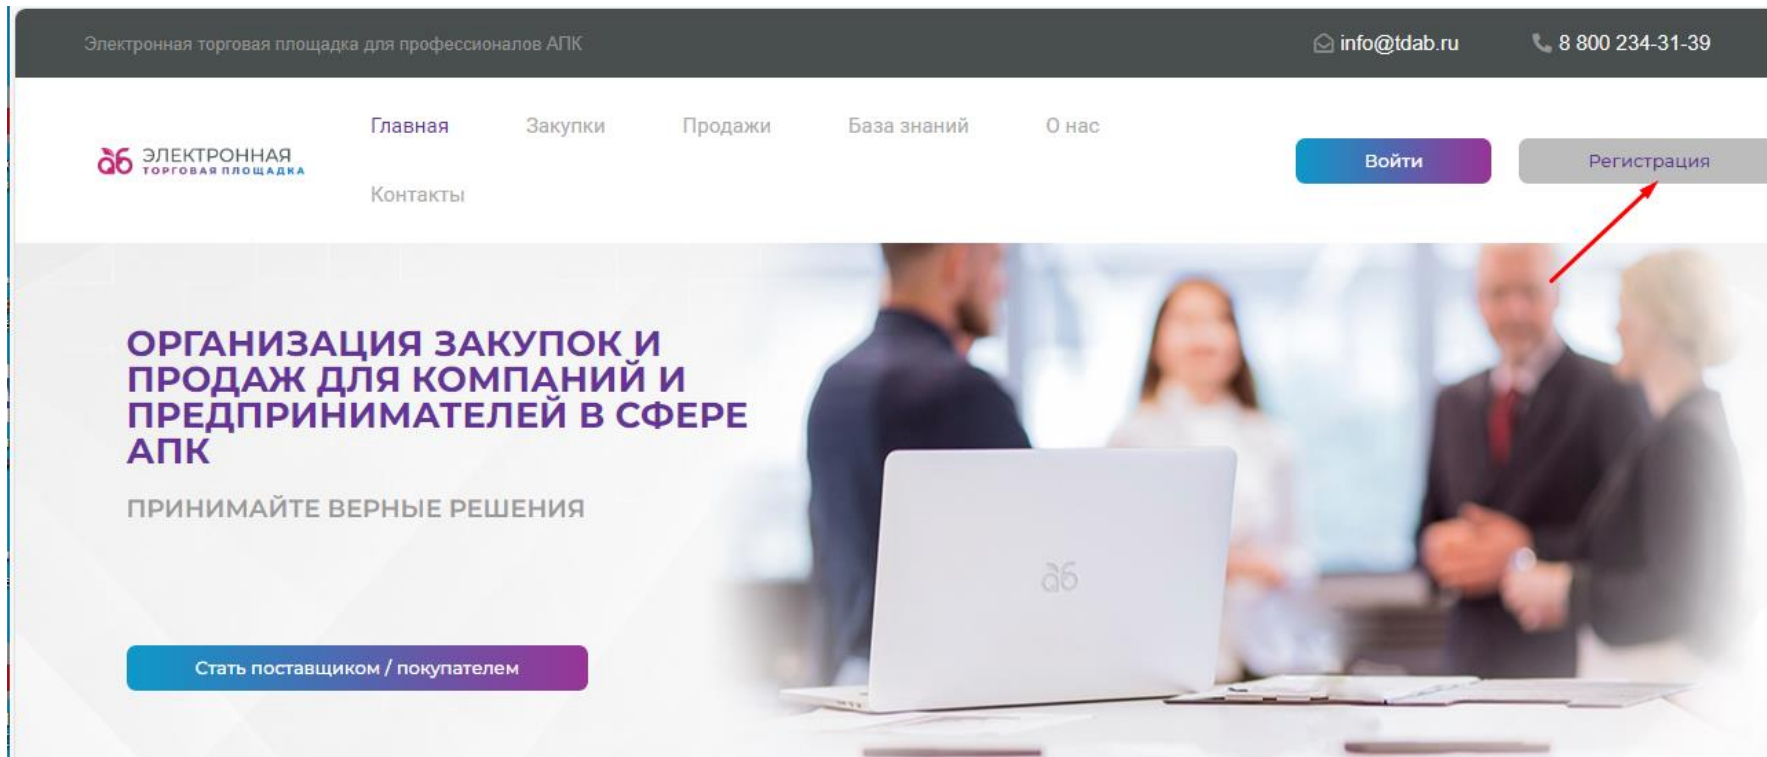 Электронная торговая площадка для профессионалов АПК
info@tdab.ru
8 800 234-31-39
аб ЭЛЕКТРОННАЯ
ТОРГОВАЯ ПЛОЩАДКА
Главная
Закупки
Продажи
База знаний
О нас
Контакты
Войти
Регистрация
ОРГАНИЗАЦИЯ ЗАКУПОК И
ПРОДАЖ ДЛЯ КОМПАНИЙ И
ПРЕДПРИНИМАТЕЛЕЙ В СФЕРЕ
АПК
ПРИНИМАЙТЕ ВЕРНЫЕ РЕШЕНИЯ
аб
Стать поставщиком / покупателем